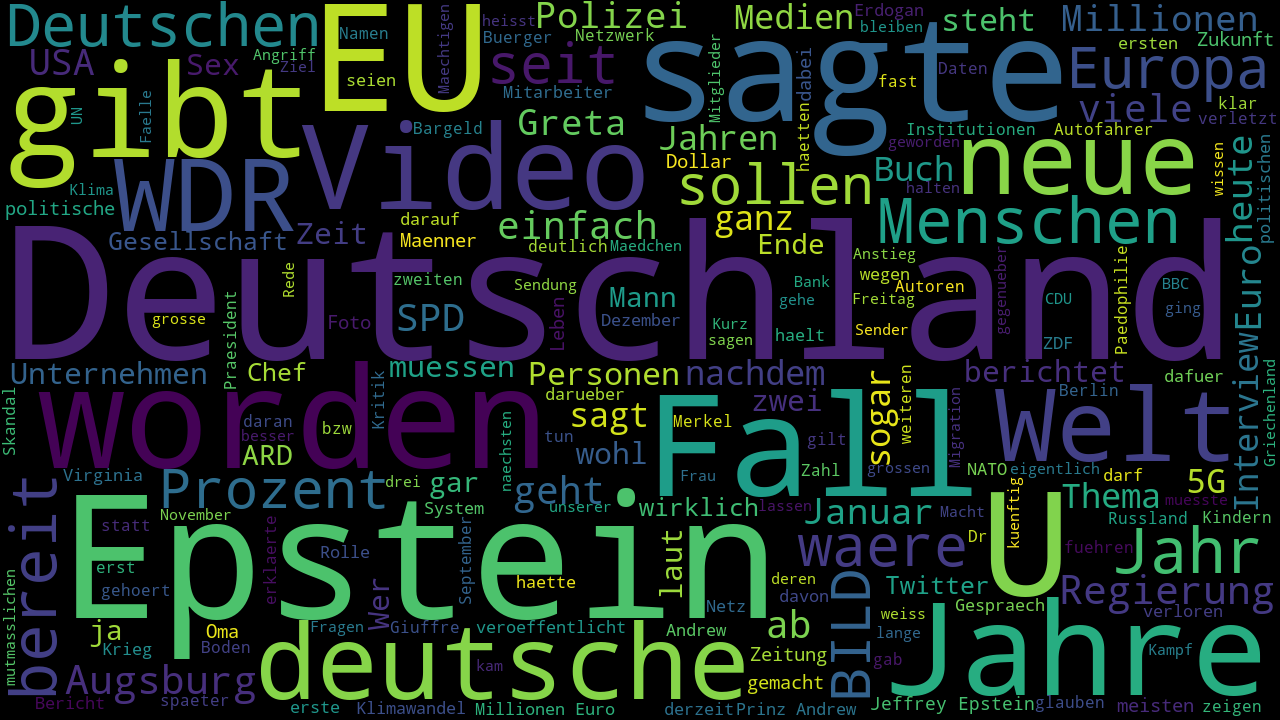 Deutschen
EU
Namen
heisst
Buerger
Maechtigen
Polizei
Netzwerk
Medien
Erdogan
bleiben
steht
Millionen
ersten
Zukunft
USA
Sex
Angriff
Ziel
seien
seit
Mitarbeiter
sagte
Mitglieder
dabei
fast
Daten
Europa
viele
klar
verletzt
gibt
UN
Faelle
Video
Bargeld
Greta
Jahren
haetten
Dollar
geworden
Institutionen
Autofahrer
neue
wissen
heute
politischen
Klima
politische
WDR
Gesellschaft
Zeit
darauf
Maenner
einfach
deutlich
Maedchen
sollen
ganz
Ende
Buch
halten
Menschen
Deutschland
Rede
zweiten
Sendung
Leben
Mann
Dezember
Bank
gehe
Anstieg
wegen
Autoren
Freitag
gegenueber
CDU
Paedophilie
BBC
ging
Euro
grosse
Praesident
Foto
SPD
Kurz
sagen
haelt
Sender
ZDF
Interview
Griechenland
Unternehmen
Chef
Kritik
muessen
Personen
darueber
nachdem
zwei
sogar
weiteren
berichtet
Berlin
dafuer
Skandal
worden
daran
besser
bzw
ARD
sagt
tun
wohl
Fall
Merkel
Frau
gilt
Zahl
grossen
Migration
Welt
Virginia
Prozent
drei
gar
System
naechsten
geht
unserer
wirklich
lassen
Januar
NATO
eigentlich
Macht
kuenftig
darf
Thema
5G
muesste
Russland
Kindern
bereit
statt
November
erst
gehoert
Epstein
erklaerte
Rolle
September
haette
laut
waere
Dr
U
fuehren
Jahr
deren
davon
Netz
BILD
Twitter
weiss
Gespraech
Regierung
verloren
mutmasslichen
ja
Krieg
Oma
Boden
Fragen
Wer
Giuffre
veroeffentlicht
Andrew
ab
Zeitung
lange
gab
Jahre
Kampf
Augsburg
Bericht
spaeter
deutsche
kam
gemacht
erste
Klimawandel
Millionen Euro
derzeit
Prinz Andrew
Jeffrey Epstein
glauben
meisten
zeigen